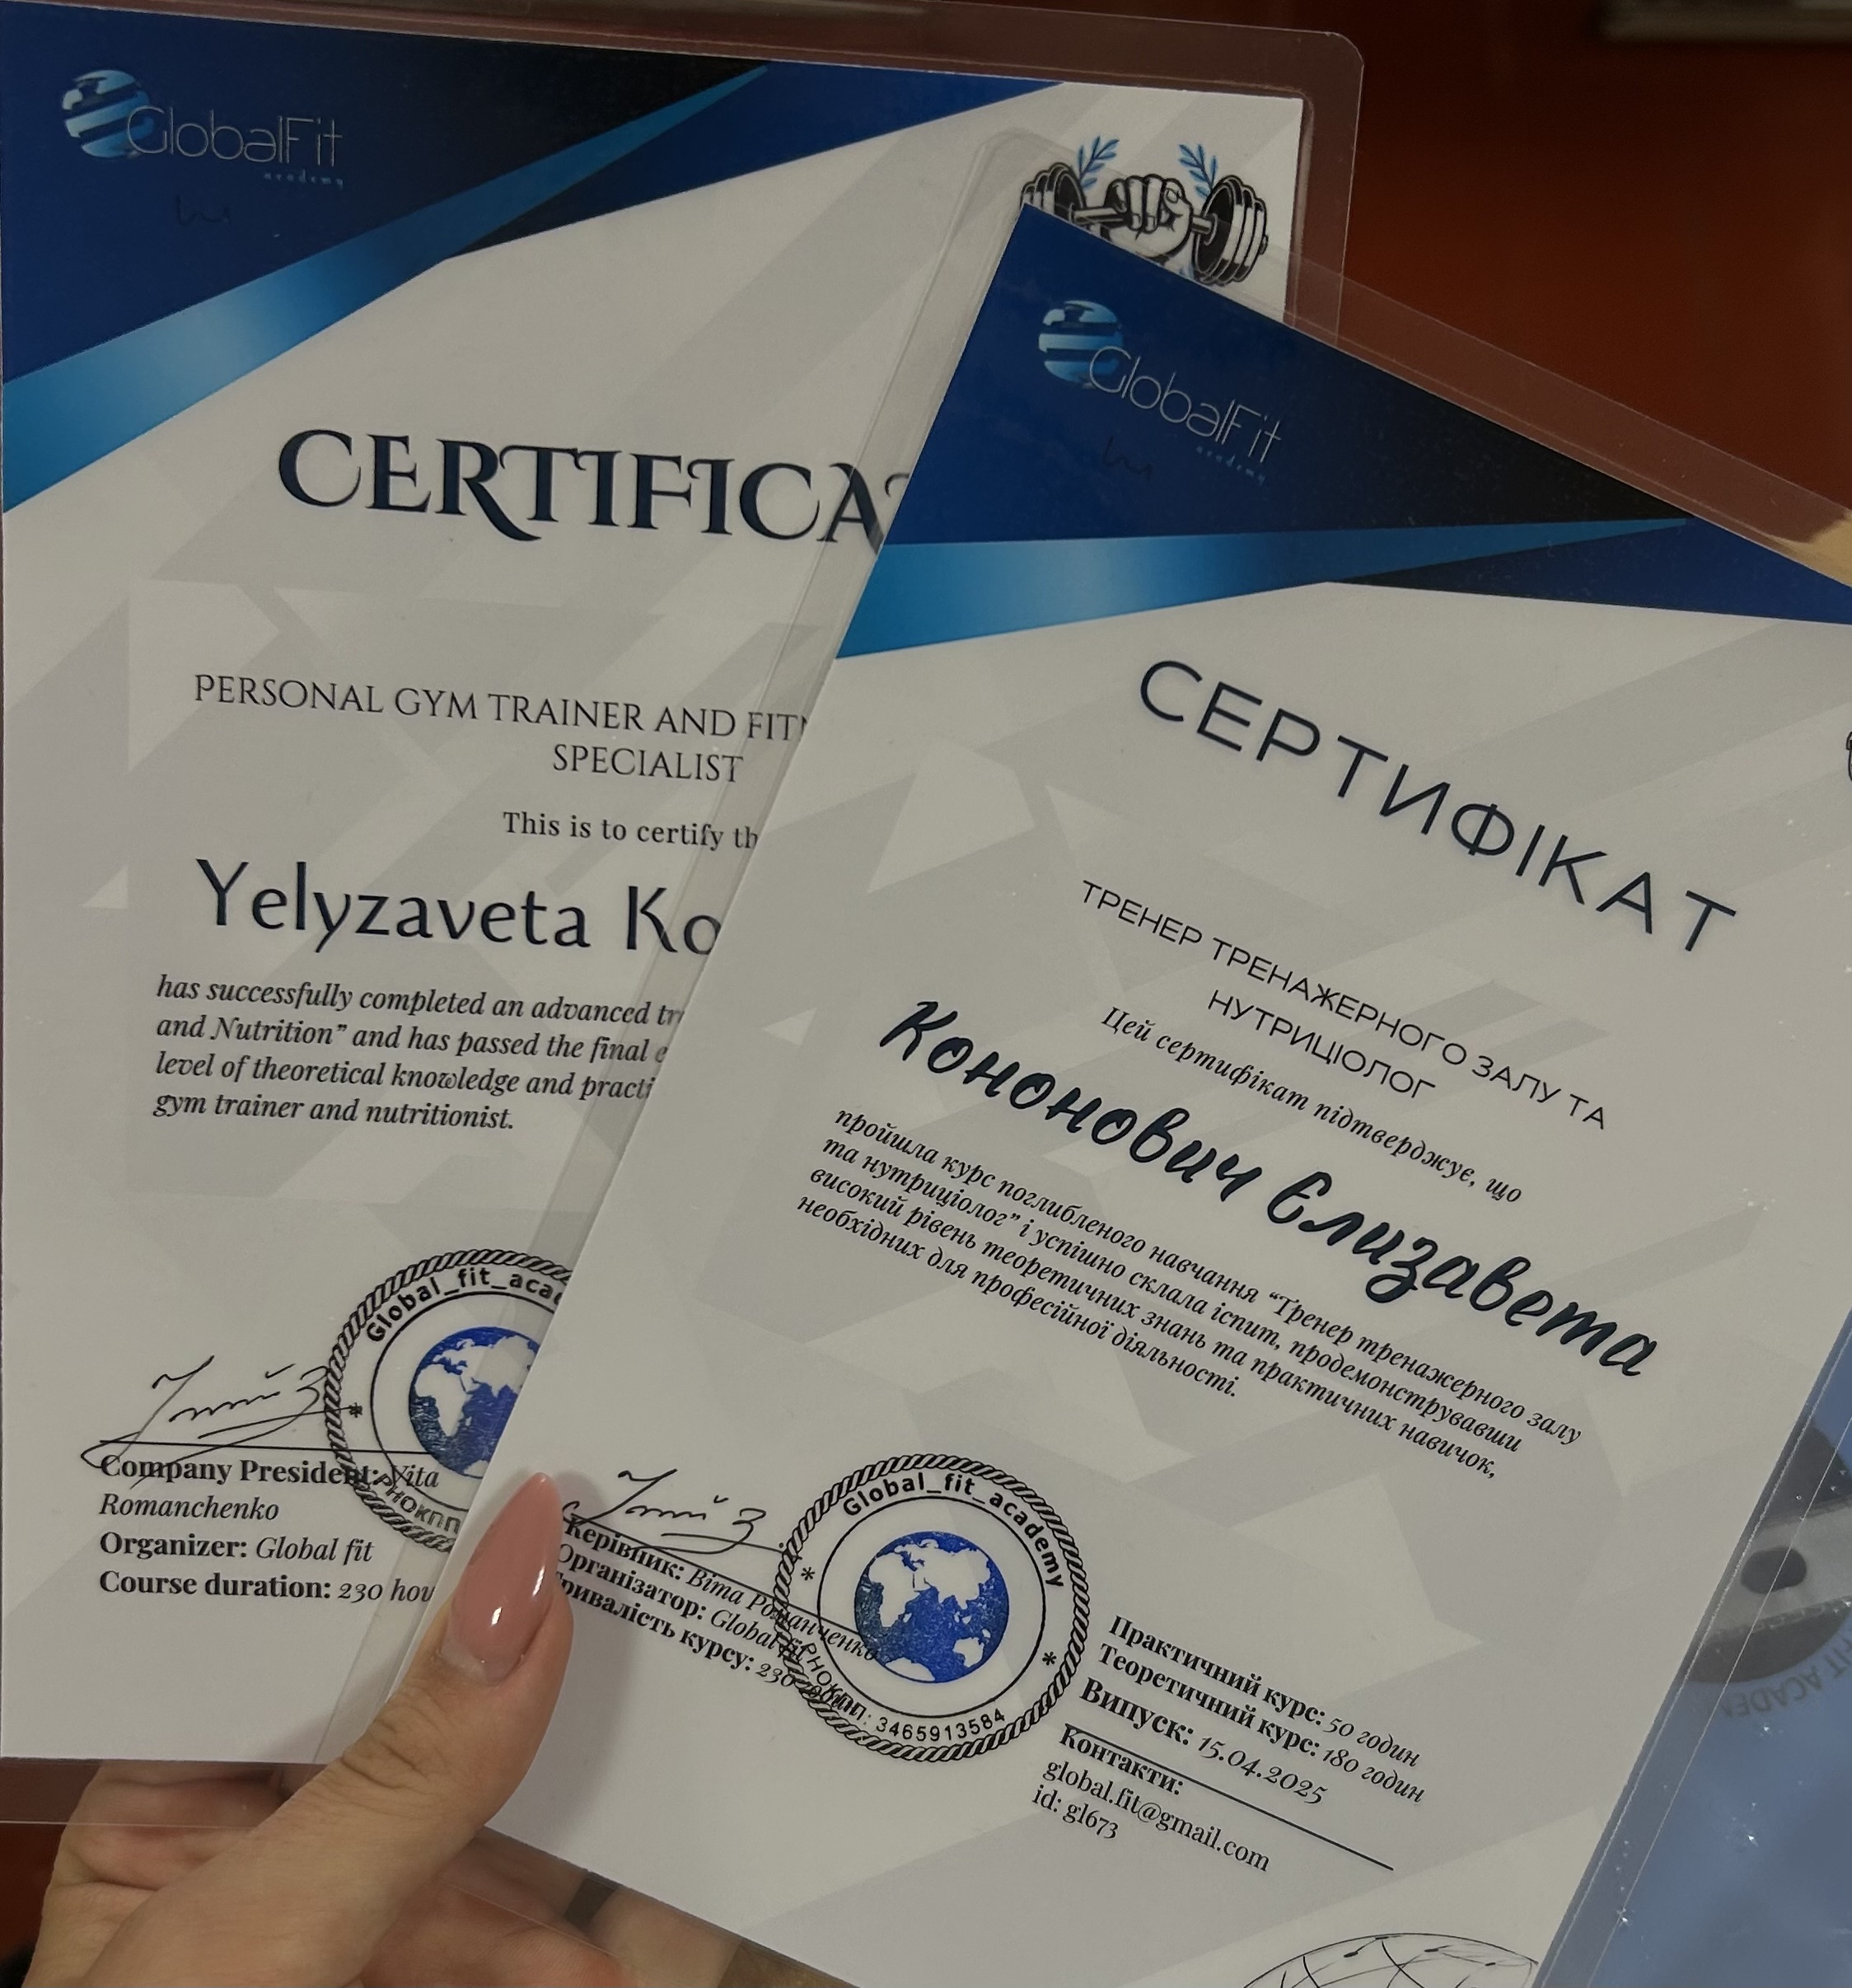 GlobalFit
academy
CERTIFICA
PERSONAL GYM TRAINER AND FITN
SPECIALIST
This is to certify th
Yelyzaveta Ko
has successfully completed an advanced tr
and Nutrition” and has passed the final e
level of theoretical knowledge and practi
gym trainer and nutritionist.
Global_fit_aca
РНОКПП
Company President: Vita
Romanchenko
Organizer: Global fit
Course duration: 230 hou
GlobalFit
academy
СЕРТИФІКАТ
ТРЕНЕР ТРЕНАЖЕРНОГО ЗАЛУ ТА
НУТРИЦІОЛОГ
Цей сертифікат підтверджує, що
Кононович Єлизавета
пройшла курс поглибленого навчання “Тренер тренажерного залу
та нутриціолог” і успішно склала іспит, продемонструвавши
високий рівень теоретичних знань та практичних навичок,
необхідних для професійної діяльності.
Керівник: Віта Романченко
Організатор: Global fit
Тривалість курсу: 230
Global_fit_academy
РНОКПП: 3465913584
Практичний курс: 50 годин
Теоретичний курс: 180 годин
Випуск: 15.04.2025
Контакти:
global.fit@gmail.com
id: gl673